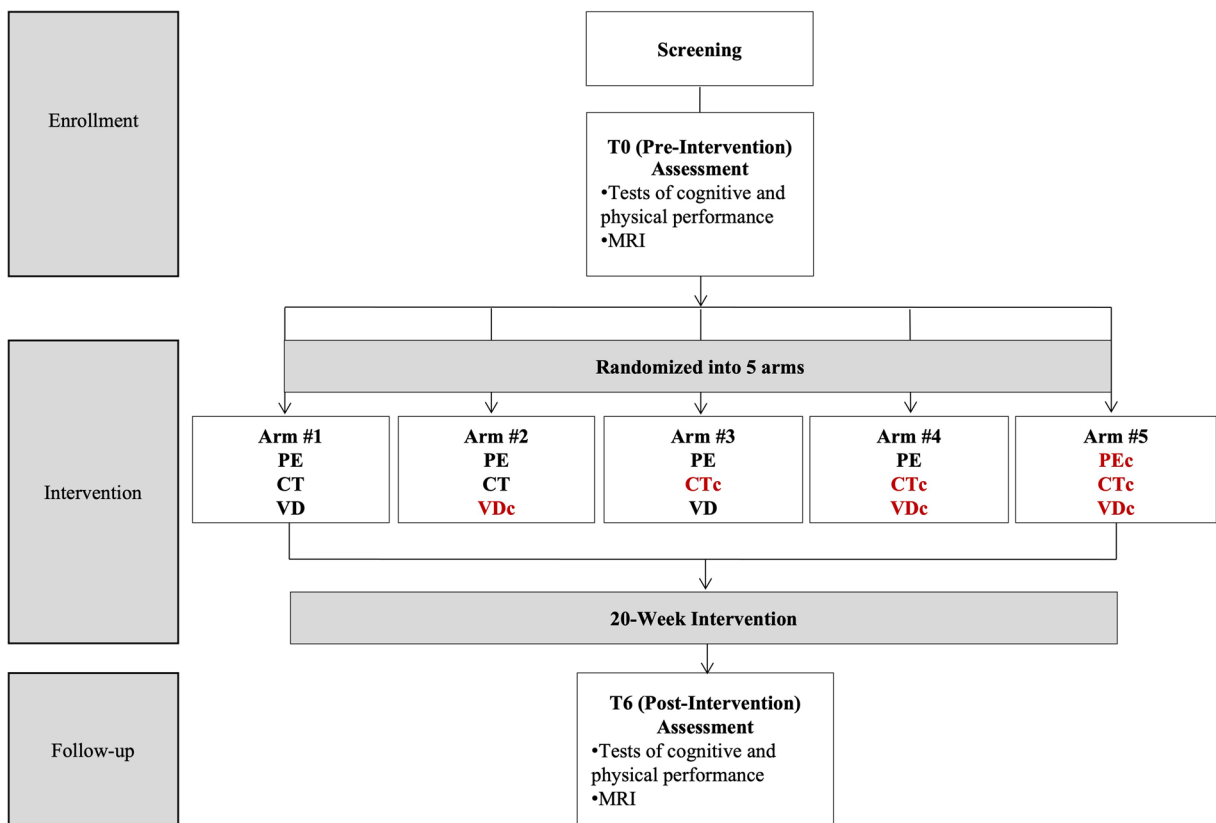 Enrollment
Screening
T0 (Pre-Intervention)
Assessment
•Tests of cognitive and
physical performance
•MRI
Intervention
Randomized into 5 arms
Arm #1
PE
CT
VD
Arm #2
PE
CT
VDc
Arm #3
PE
CTc
VD
Arm #4
PE
CTc
VDc
Arm #5
PEc
CTc
VDc
20-Week Intervention
Follow-up
T6 (Post-Intervention)
Assessment
•Tests of cognitive and
physical performance
•MRI